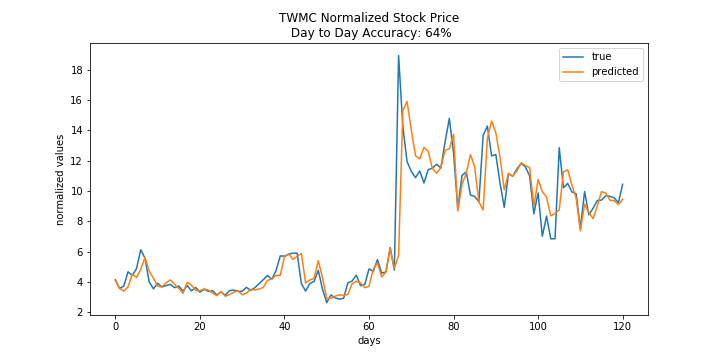 TWMC Normalized Stock Price
Day to Day Accuracy: 64%
true
predicted
normalized values
18
16
14
12
10
8
6
4
2
0
20
40
60
80
100
120
days